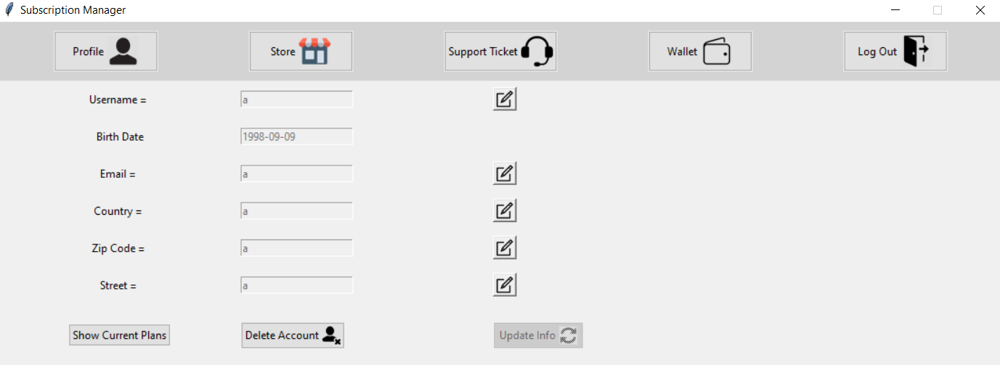 Subscription Manager
Profile Store Support Ticket Wallet Log Out
Username = a
Birth Date 1998-09-09
Email = a
Country = a
Zip Code = a
Street = a
Show Current Plans Delete Account Update Info